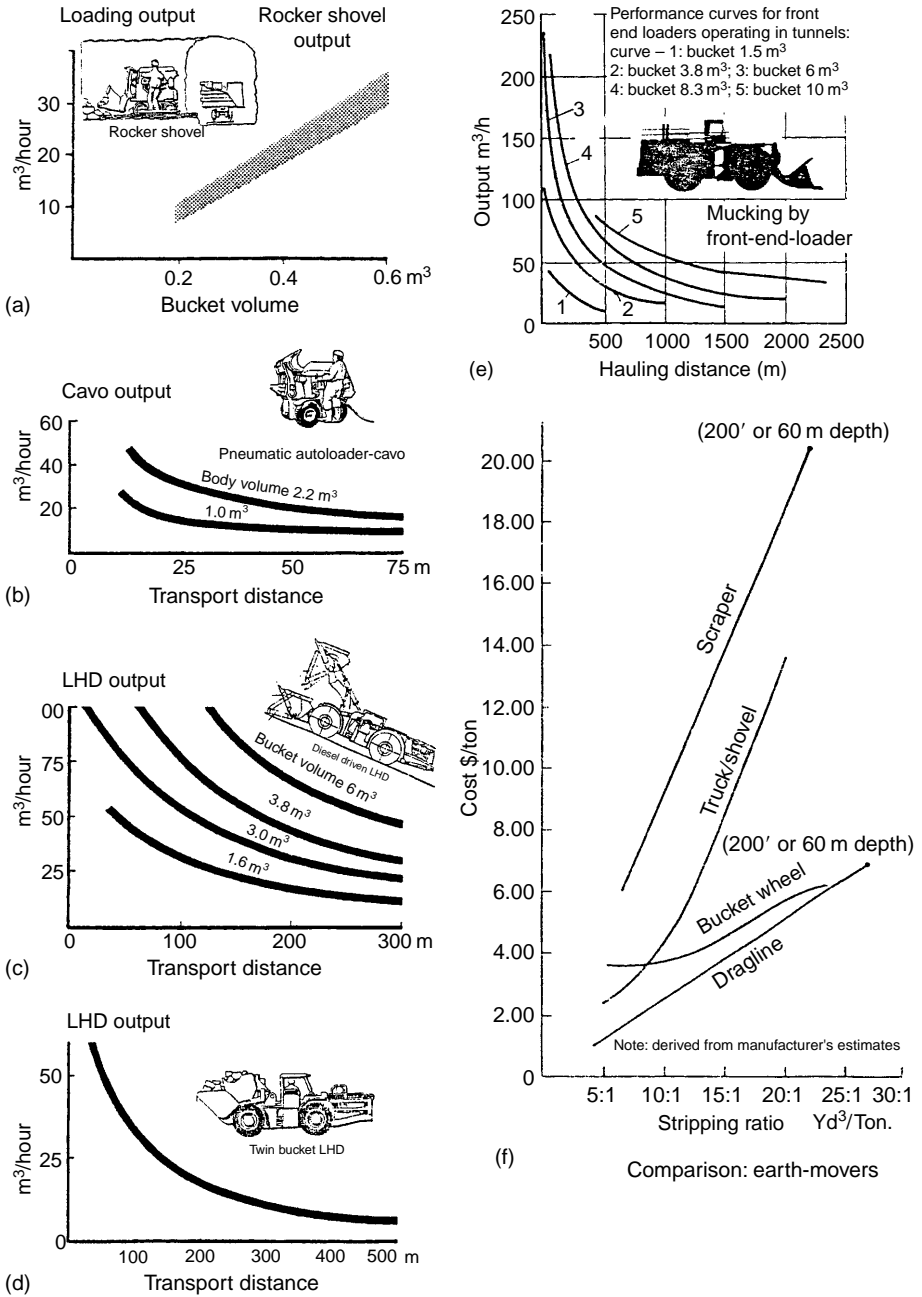 Loading output
Rocker shovel
output
Rocker shovel
m³/hour
30
20
10
0.2
0.4
0.6 m³
Bucket volume
(a)
Cavo output
Pneumatic autoloader-cavo
Body volume 2.2 m³
1.0 m³
m³/hour
60
40
20
0
25
50
75 m
Transport distance
(b)
LHD output
Diesel driven LHD
Bucket volume 6 m³
3.8 m³
3.0 m³
1.6 m³
m³/hour
00
75
50
25
0
100
200
300 m
Transport distance
(c)
LHD output
Twin bucket LHD
m³/hour
50
25
0
100
200
300
400
500 m
Transport distance
(d)
Performance curves for front
end loaders operating in tunnels:
curve – 1: bucket 1.5 m³
2: bucket 3.8 m³; 3: bucket 6 m³
4: bucket 8.3 m³; 5: bucket 10 m³
Output m³/h
250
200
150
100
50
0
3
4
5
1
2
Mucking by
front-end-loader
500
1000
1500
2000
2500
Hauling distance (m)
(e)
(200′ or 60 m depth)
Cost $/ton
20.00
18.00
16.00
14.00
12.00
10.00
8.00
6.00
4.00
2.00
0
Scraper
Truck/shovel
(200′ or 60 m depth)
Bucket wheel
Dragline
Note: derived from manufacturer's estimates
5:1
10:1
15:1
20:1
25:1
30:1
Stripping ratio Yd³/Ton.
(f)
Comparison: earth-movers